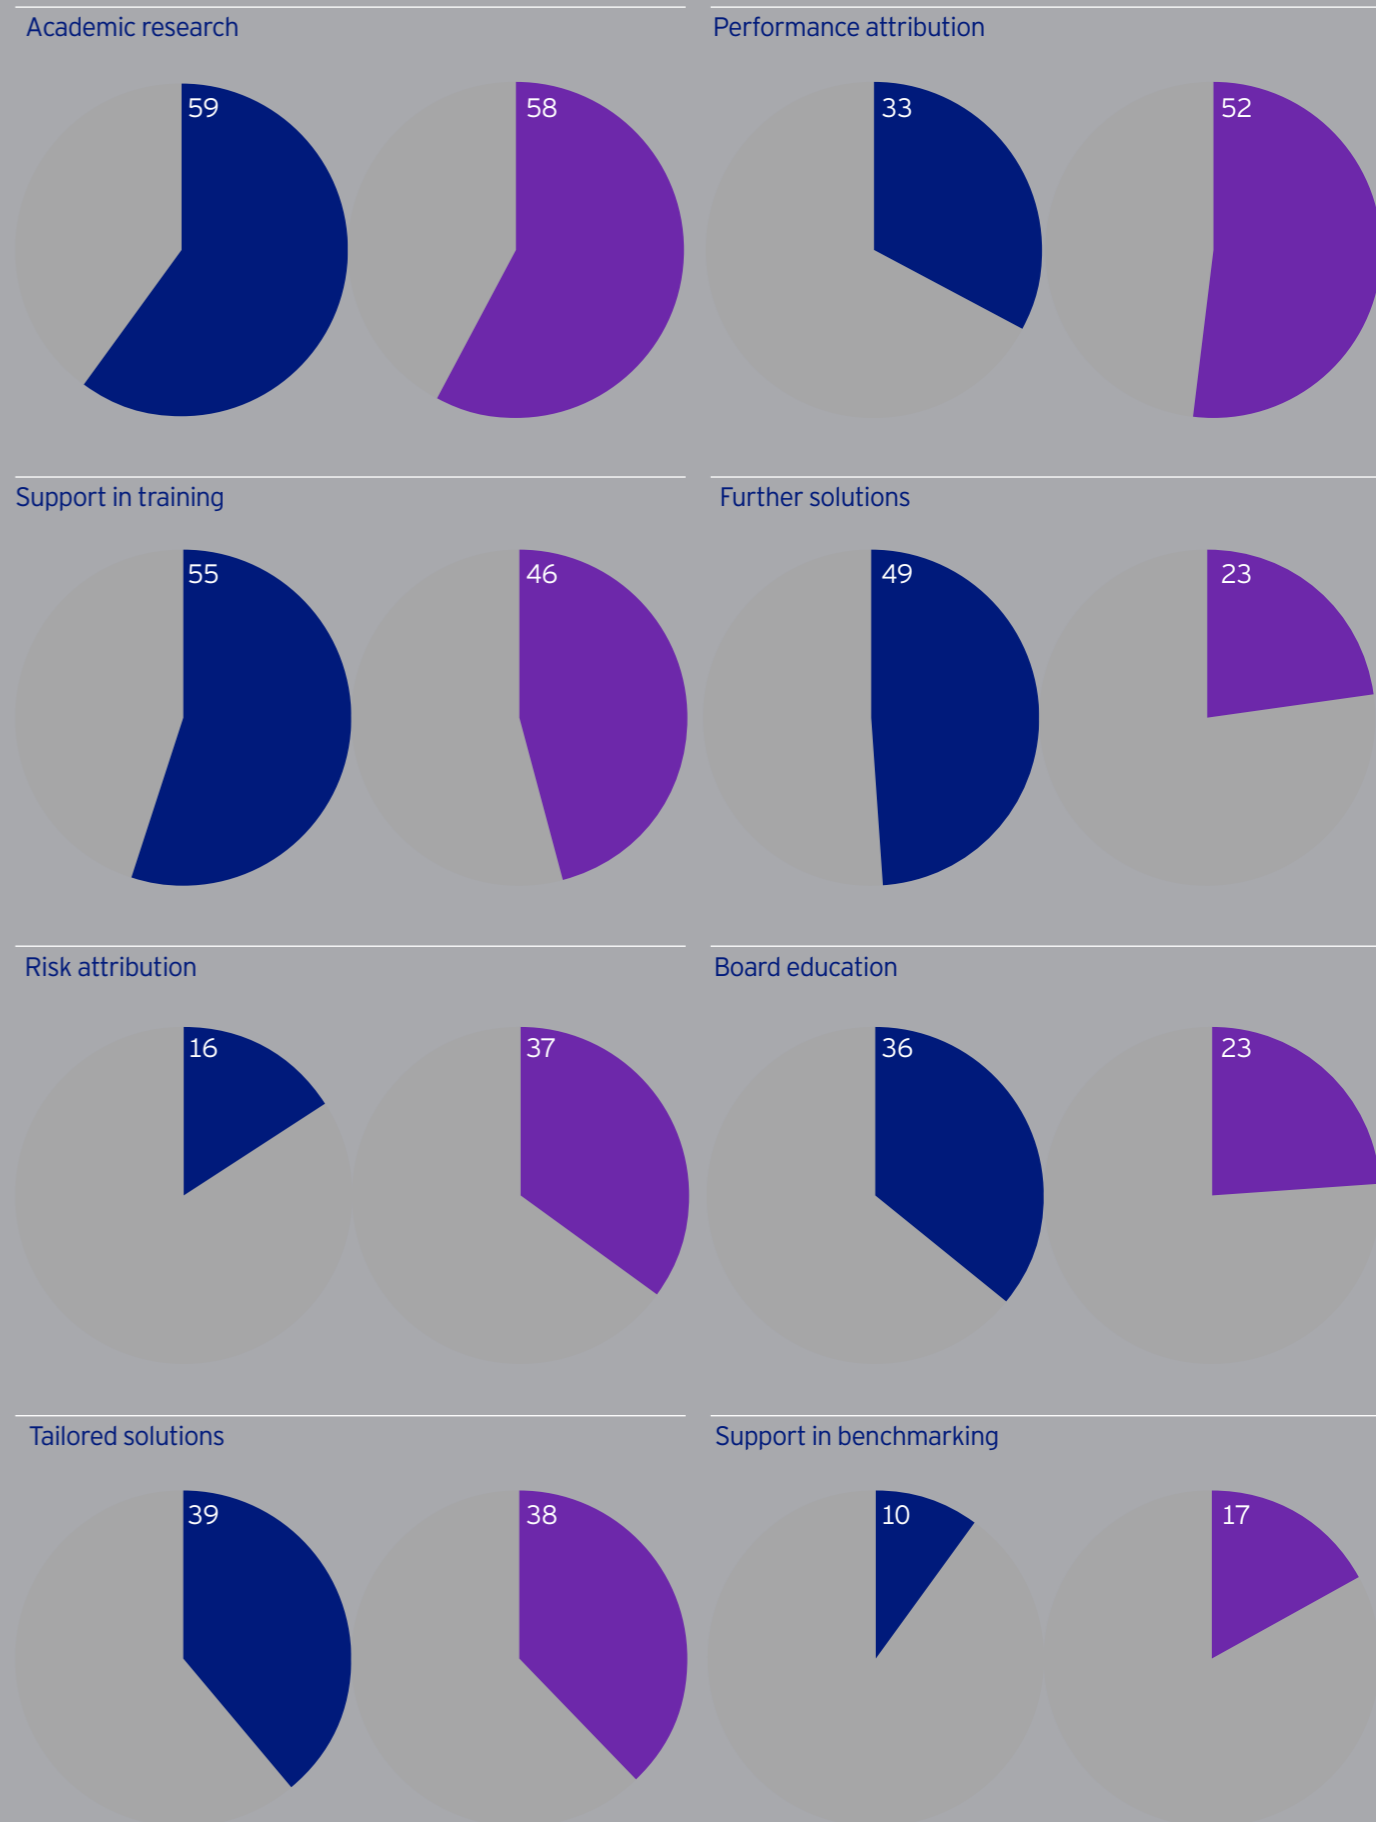 Academic research
59
58
Performance attribution
33
52
Support in training
55
46
Further solutions
49
23
Risk attribution
16
37
Board education
36
23
Tailored solutions
39
38
Support in benchmarking
10
17